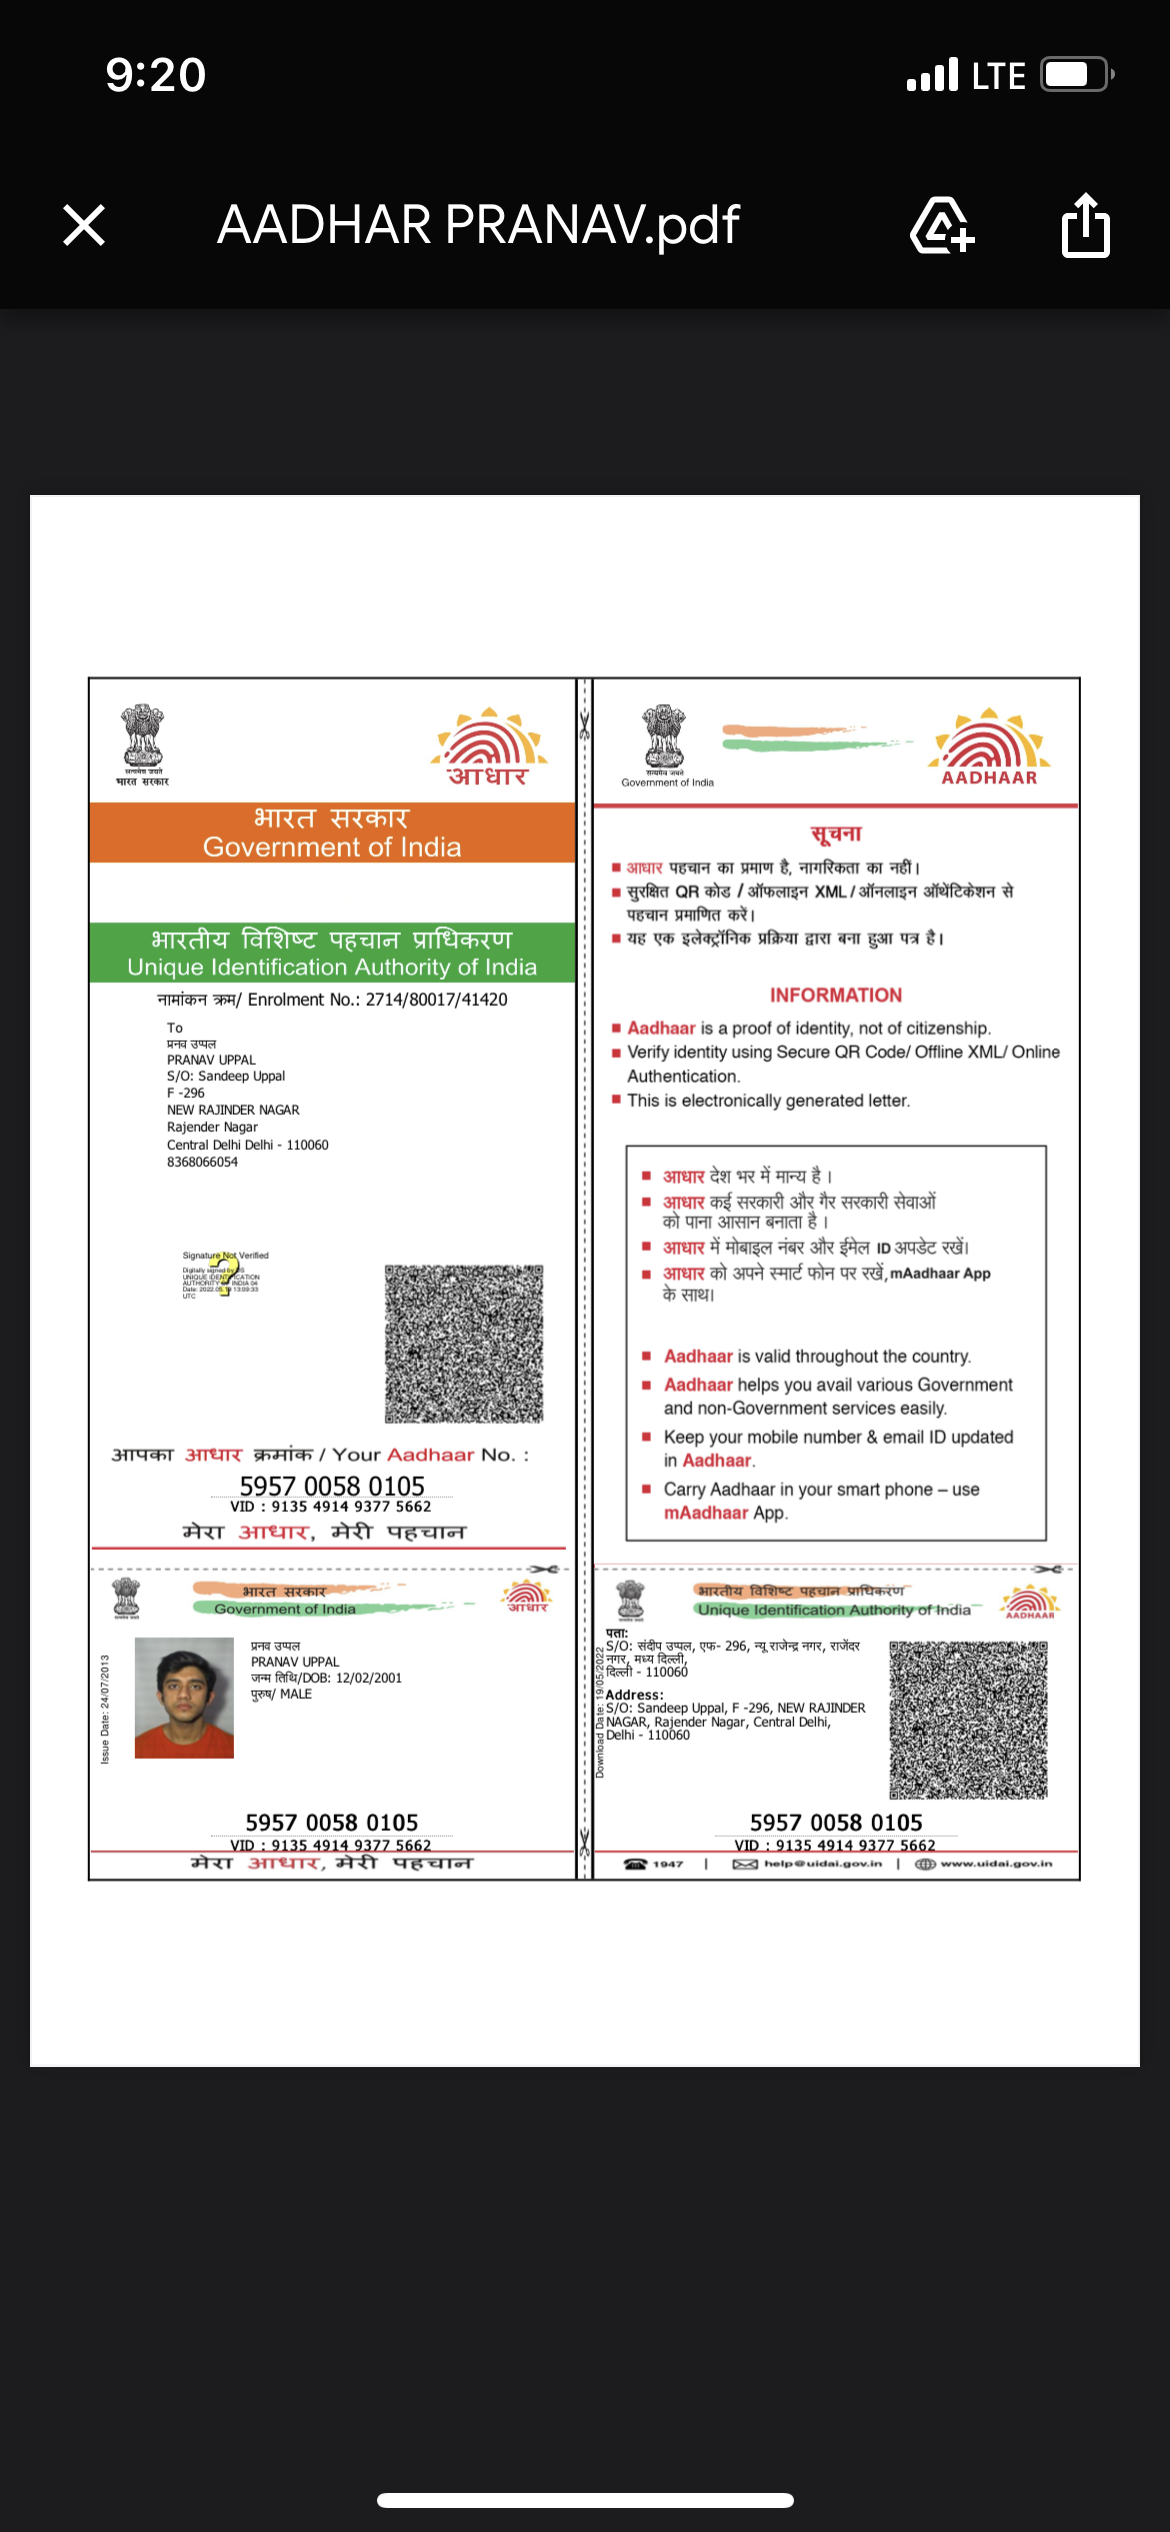 9:20
LTE
AADHAR PRANAV.pdf
सत्यमेव जयते
भारत सरकार
आधार
भारत सरकार
Government of India
भारतीय विशिष्ट पहचान प्राधिकरण
Unique Identification Authority of India
नामांकन क्रम/ Enrolment No.: 2714/80017/41420
To
प्रनव उप्पल
PRANAV UPPAL
S/O: Sandeep Uppal
F -296
NEW RAJINDER NAGAR
Rajender Nagar
Central Delhi Delhi - 110060
8368066054
Signature Not Verified
Digitally signed by DS
UNIQUE IDENTIFICATION
AUTHORITY OF INDIA 04
Date: 2022.05.19 13:09:33
UTC
आपका आधार क्रमांक / Your Aadhaar No. :
5957 0058 0105
VID : 9135 4914 9377 5662
मेरा आधार, मेरी पहचान
सत्यमेव जयते
Government of India
AADHAAR
सूचना
आधार पहचान का प्रमाण है, नागरिकता का नहीं।
सुरक्षित QR कोड / ऑफलाइन XML / ऑनलाइन ऑथेंटिकेशन से
पहचान प्रमाणित करें।
यह एक इलेक्ट्रॉनिक प्रक्रिया द्वारा बना हुआ पत्र है।
INFORMATION
Aadhaar is a proof of identity, not of citizenship.
Verify identity using Secure QR Code/ Offline XML/ Online
Authentication.
This is electronically generated letter.
आधार देश भर में मान्य है ।
आधार कई सरकारी और गैर सरकारी सेवाओं
को पाना आसान बनाता है ।
आधार में मोबाइल नंबर और ईमेल ID अपडेट रखें।
आधार को अपने स्मार्ट फोन पर रखें, mAadhaar App
के साथ।
Aadhaar is valid throughout the country.
Aadhaar helps you avail various Government
and non-Government services easily.
Keep your mobile number & email ID updated
in Aadhaar.
Carry Aadhaar in your smart phone – use
mAadhaar App.
भारत सरकार
Government of India
आधार
Issue Date: 24/07/2013
प्रनव उप्पल
PRANAV UPPAL
जन्म तिथि/DOB: 12/02/2001
पुरुष/ MALE
5957 0058 0105
VID : 9135 4914 9377 5662
मेरा आधार, मेरी पहचान
भारतीय विशिष्ट पहचान प्राधिकरण
Unique Identification Authority of India
AADHAAR
Download Date: 19/05/2022
पता:
S/O: संदीप उप्पल, एफ- 296, न्यू राजेन्द्र नगर, राजेंदर
नगर, मध्य दिल्ली,
दिल्ली - 110060
Address:
S/O: Sandeep Uppal, F -296, NEW RAJINDER
NAGAR, Rajender Nagar, Central Delhi,
Delhi - 110060
5957 0058 0105
VID : 9135 4914 9377 5662
1947 | help@uidai.gov.in | www.uidai.gov.in